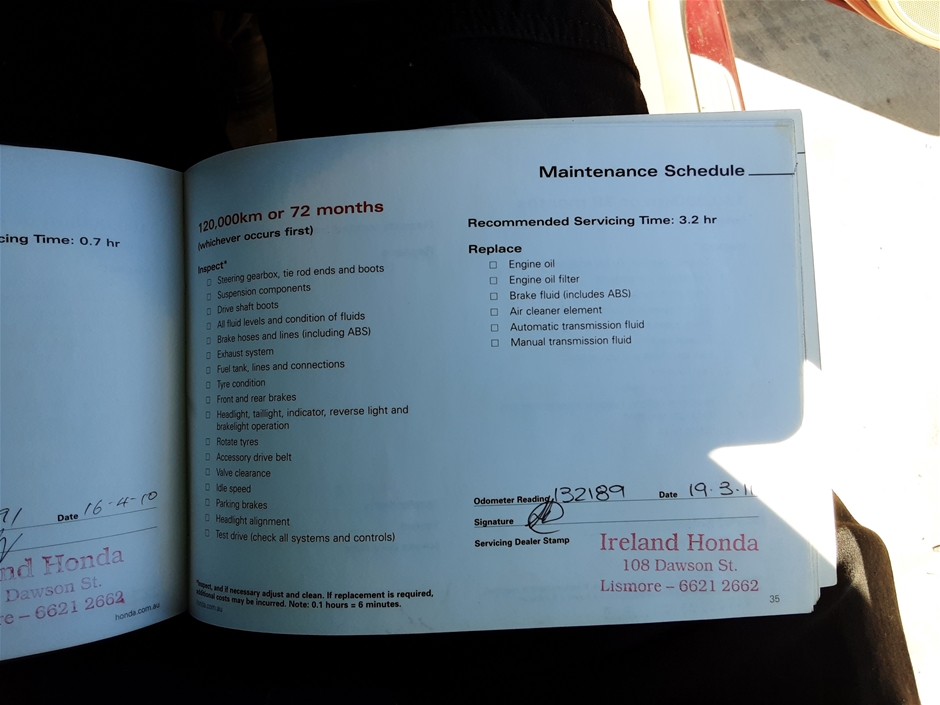 cing Time: 0.7 hr
91
Date 16-4-10
nd Honda
Dawson St.
re – 6621 2662
honda.com.au
Maintenance Schedule
120,000km or 72 months
(whichever occurs first)
Inspect*
Steering gearbox, tie rod ends and boots
Suspension components
Drive shaft boots
All fluid levels and condition of fluids
Brake hoses and lines (including ABS)
Exhaust system
Fuel tank, lines and connections
Tyre condition
Front and rear brakes
Headlight, taillight, indicator, reverse light and
brakelight operation
Rotate tyres
Accessory drive belt
Valve clearance
Idle speed
Parking brakes
Headlight alignment
Test drive (check all systems and controls)
*Inspect, and if necessary adjust and clean. If replacement is required,
additional costs may be incurred. Note: 0.1 hours = 6 minutes.
honda.com.au
Recommended Servicing Time: 3.2 hr
Replace
Engine oil
Engine oil filter
Brake fluid (includes ABS)
Air cleaner element
Automatic transmission fluid
Manual transmission fluid
Odometer Reading 132189 Date 19.3.11
Signature
Servicing Dealer Stamp
Ireland Honda
108 Dawson St.
Lismore – 6621 2662
35